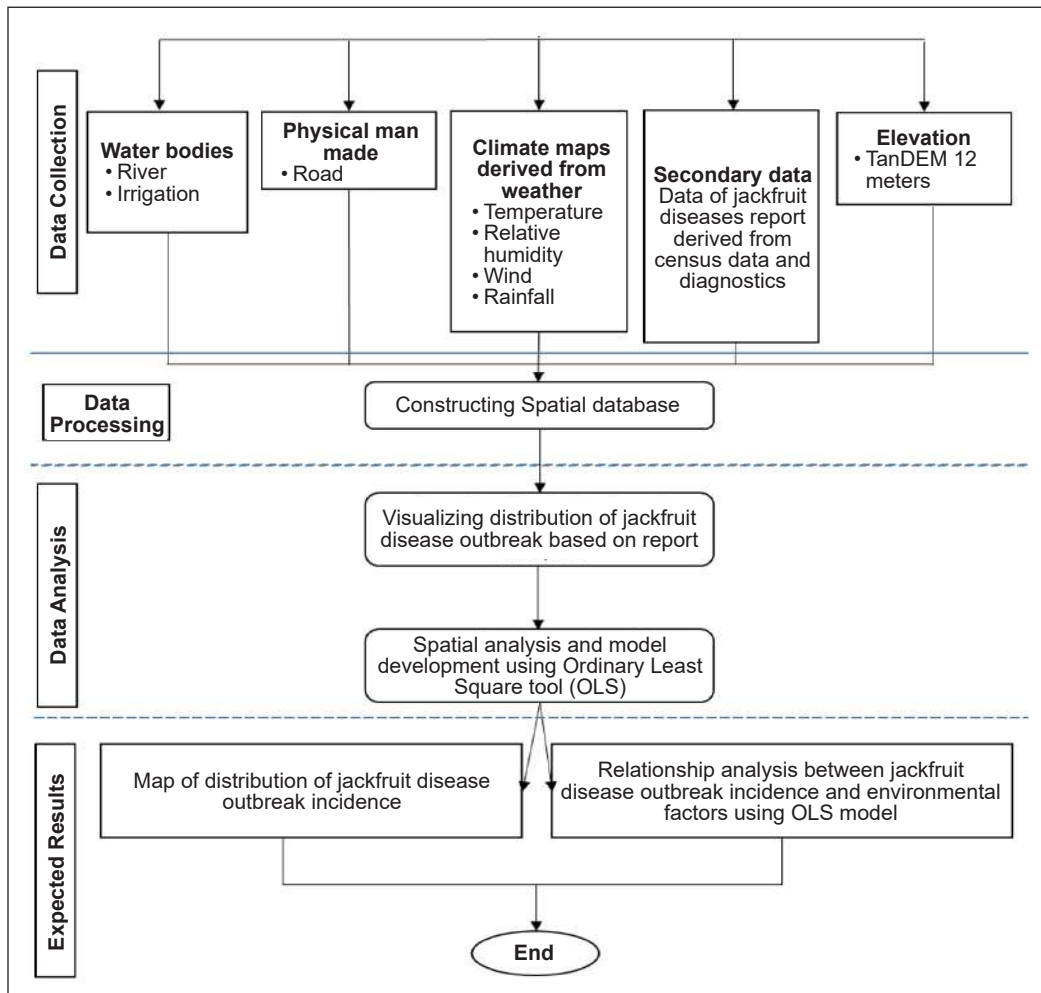 Data Collection
Water bodies
• River
• Irrigation
Physical man
made
• Road
Climate maps
derived from
weather
• Temperature
• Relative
humidity
• Wind
• Rainfall
Secondary data
Data of jackfruit
diseases report
derived from
census data and
diagnostics
Elevation
• TanDEM 12
meters
Data
Processing
Constructing Spatial database
Data Analysis
Visualizing distribution of jackfruit
disease outbreak based on report
Spatial analysis and model
development using Ordinary Least
Square tool (OLS)
Expected Results
Map of distribution of jackfruit disease
outbreak incidence
Relationship analysis between jackfruit
disease outbreak incidence and environmental
factors using OLS model
End